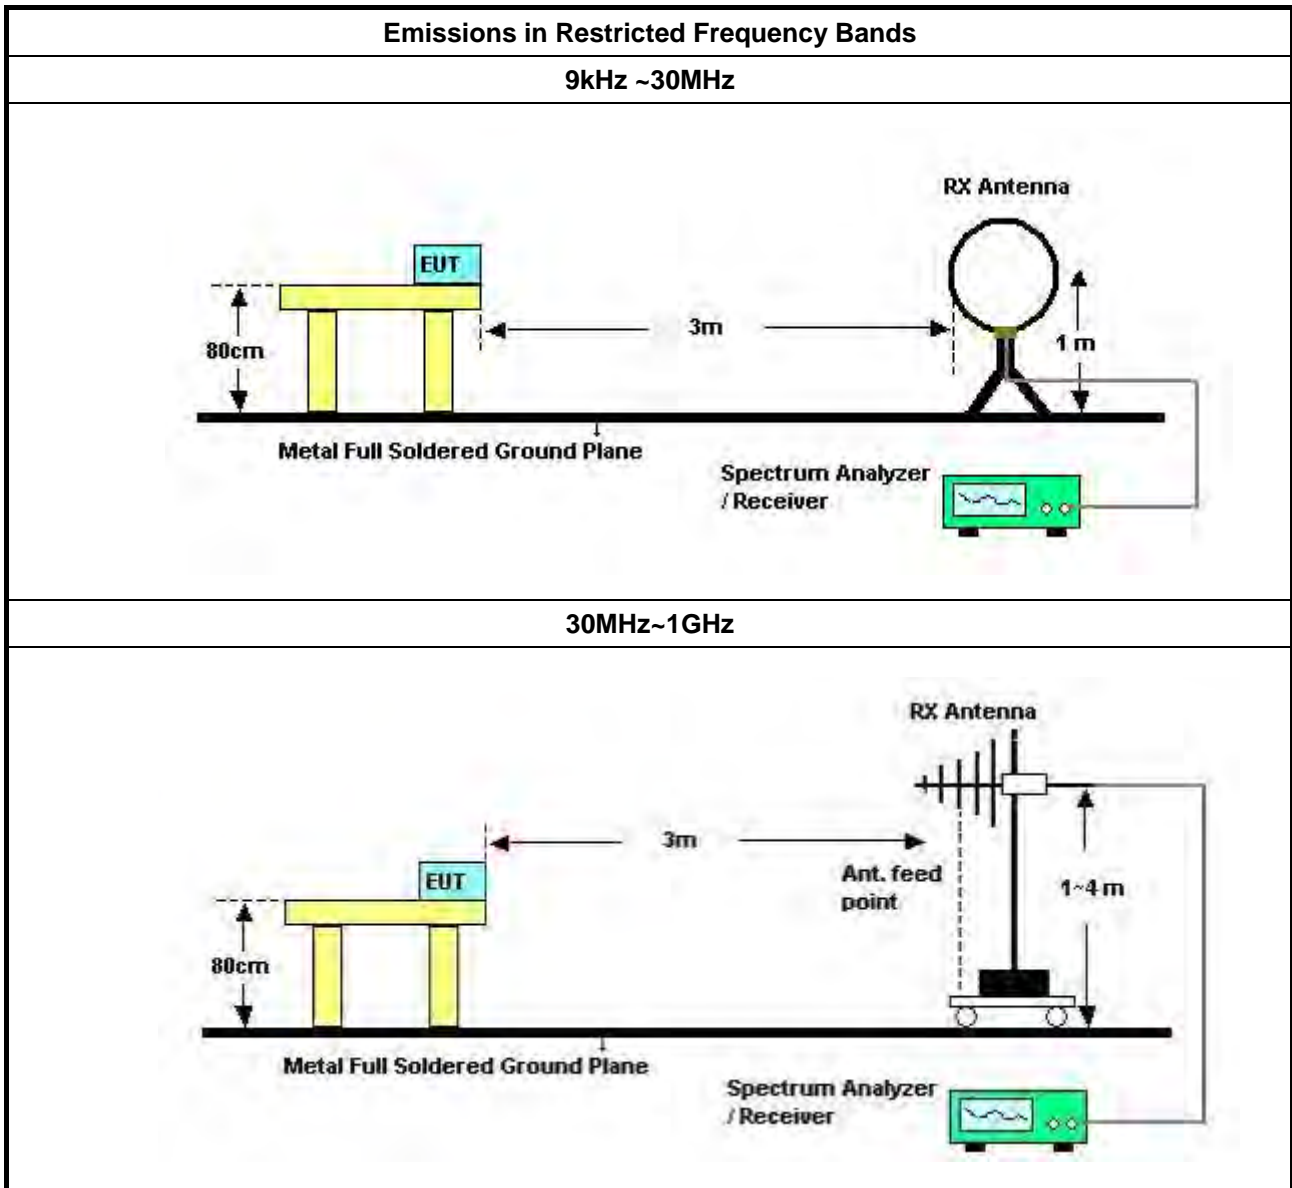 Emissions in Restricted Frequency Bands
9kHz ~30MHz
RX Antenna
EUT
3m
80cm
1 m
Metal Full Soldered Ground Plane
Spectrum Analyzer
/ Receiver
30MHz~1GHz
RX Antenna
3m
EUT
Ant. feed
point
1~4 m
80cm
Metal Full Soldered Ground Plane
Spectrum Analyzer
/ Receiver